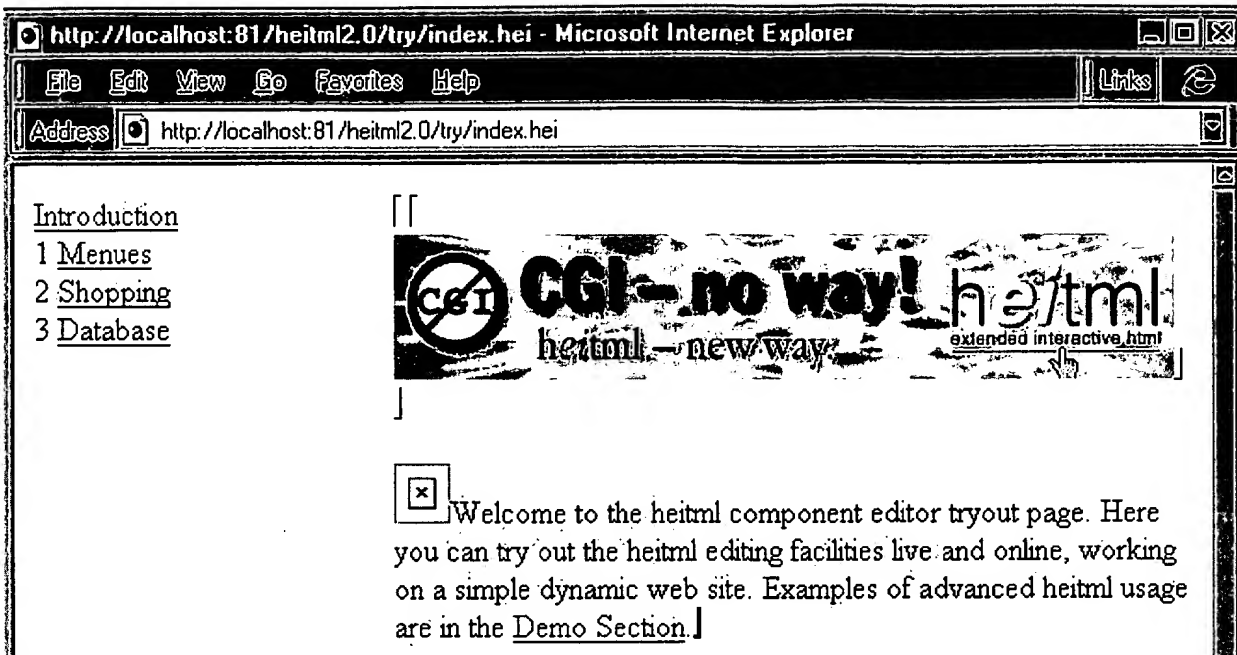 http://localhost:81/heitml2.0/try/index.hei - Microsoft Internet Explorer
File Edit View Go Favorites Help Links
Address http://localhost:81/heitml2.0/try/index.hei
Introduction
1 Menues
2 Shopping
3 Database
CGI CGI – no way! heitml
heitml – new way extended interactive html
Welcome to the heitml component editor tryout page. Here
you can try out the heitml editing facilities live and online, working
on a simple dynamic web site. Examples of advanced heitml usage
are in the Demo Section.